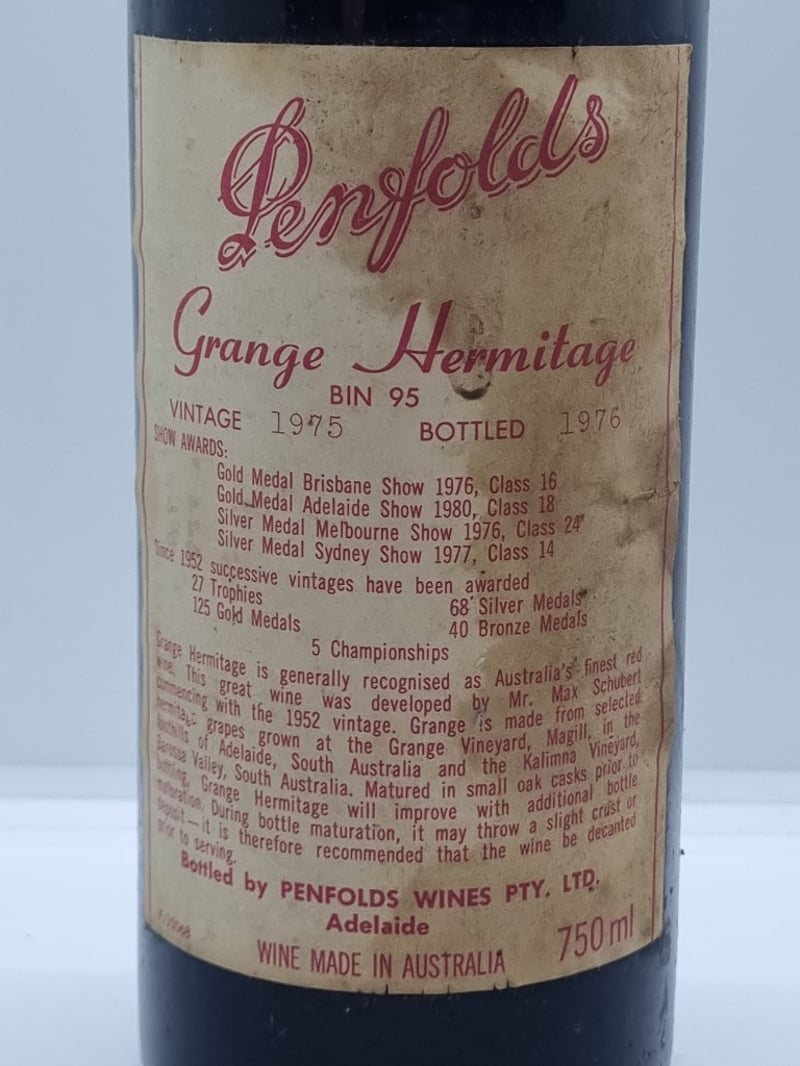 Penfolds
Grange Hermitage
BIN 95
VINTAGE 1975 BOTTLED 1976
SHOW AWARDS:
Gold Medal Brisbane Show 1976, Class 16
Gold Medal Adelaide Show 1980, Class 18
Silver Medal Melbourne Show 1976, Class 24
Silver Medal Sydney Show 1977, Class 14
Since 1952 successive vintages have been awarded
27 Trophies 68 Silver Medals
125 Gold Medals 40 Bronze Medals
5 Championships
Grange Hermitage is generally recognised as Australia's finest red
wine. This great wine was developed by Mr. Max Schubert
commencing with the 1952 vintage. Grange is made from selected
hermitage grapes grown at the Grange Vineyard, Magill, in the
foothills of Adelaide, South Australia and the Kalimna Vineyard,
Barossa Valley, South Australia. Matured in small oak casks prior to
bottling, Grange Hermitage will improve with additional bottle
maturation. During bottle maturation, it may throw a slight crust or
deposit—it is therefore recommended that the wine be decanted
prior to serving.
Bottled by PENFOLDS WINES PTY. LTD.
Adelaide
WINE MADE IN AUSTRALIA 750 ml